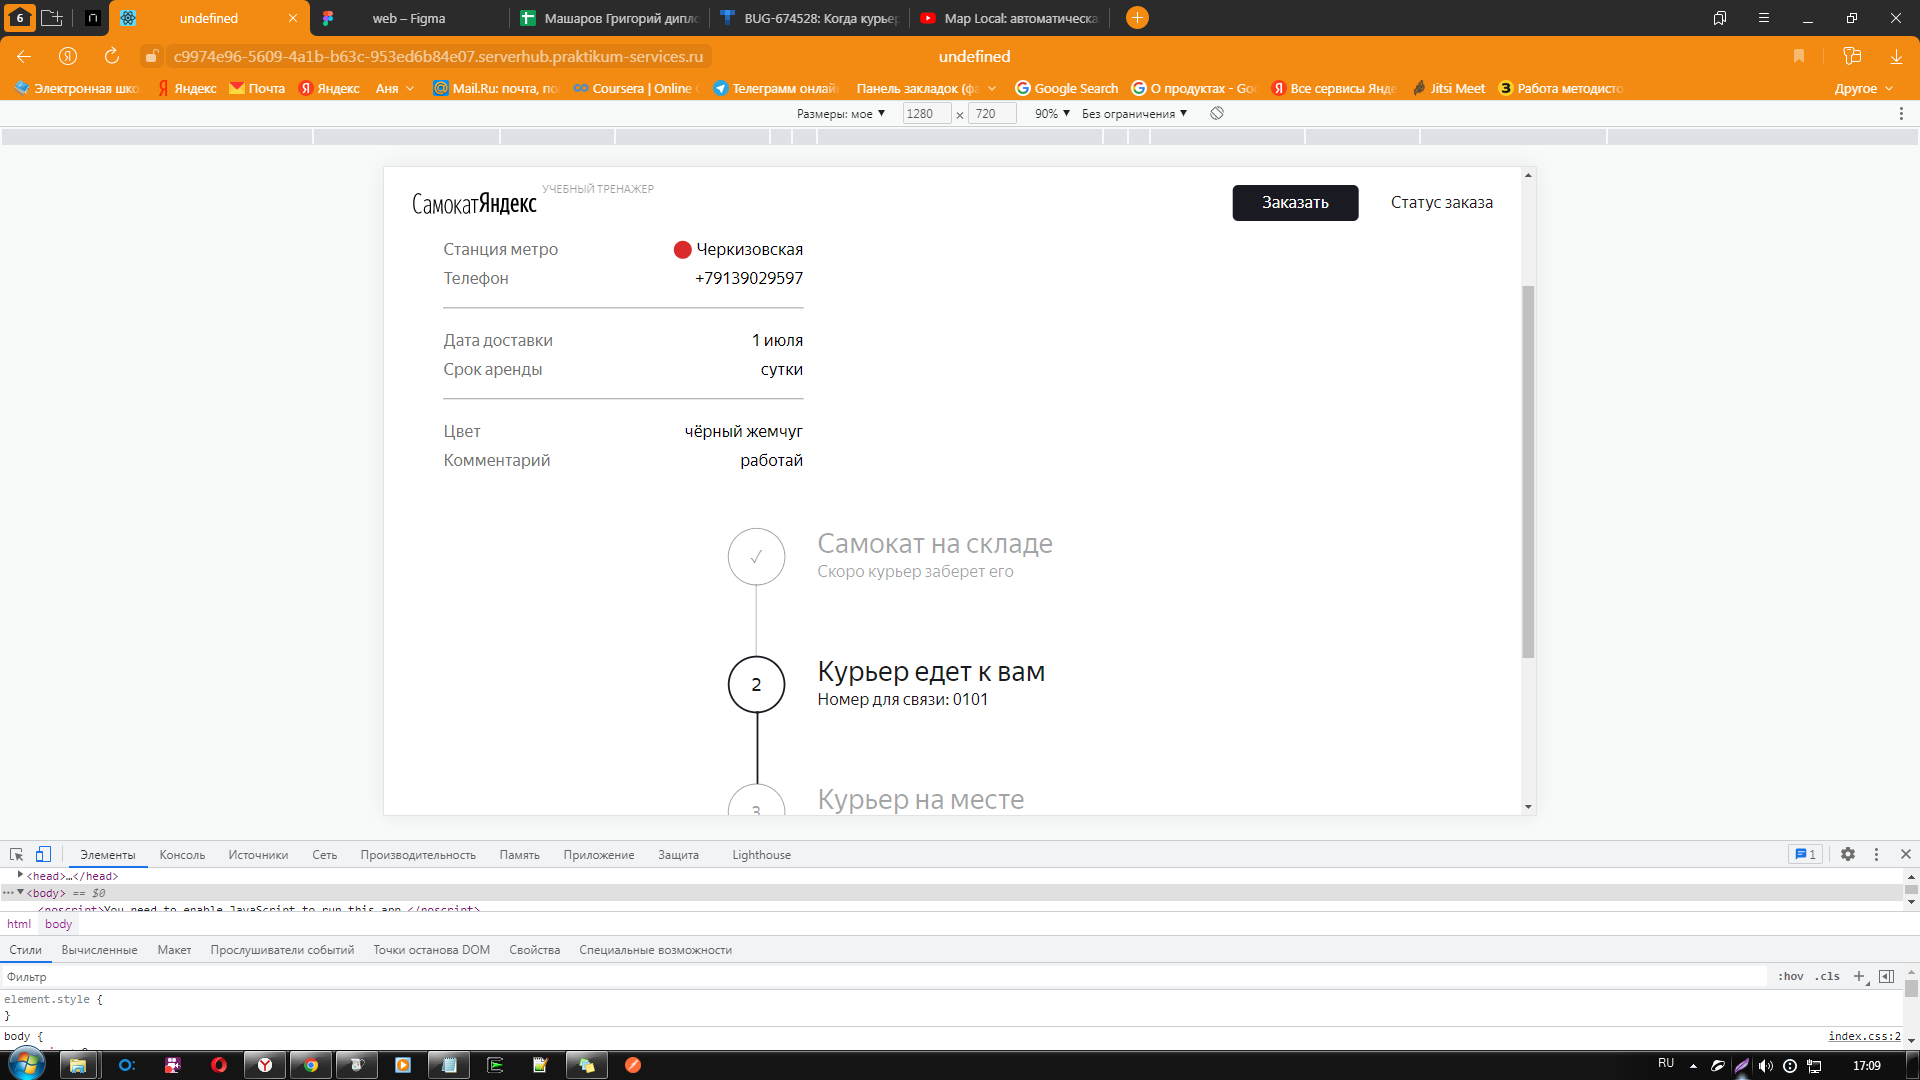 6
undefined
web – Figma
Машаров Григорий дипло
BUG-674528: Когда курьер
Map Local: автоматическа
c9974e96-5609-4a1b-b63c-953ed6b84e07.serverhub.praktikum-services.ru
undefined
Электронная шко
Яндекс
Почта
Яндекс
Mail.Ru: почта, по
Coursera | Online
Телеграмм онлай
Аня
Панель закладок (фа
Google Search
О продуктах - Goo
Все сервисы Янде
Jitsi Meet
Работа методисто
Другое
Размеры: мое ▼ 1280 x 720 90% ▼ Без ограничения ▼
СамокатЯндекс
УЧЕБНЫЙ ТРЕНАЖЕР
Заказать
Статус заказа
Станция метро Черкизовская
Телефон +79139029597
Дата доставки 1 июля
Срок аренды сутки
Цвет чёрный жемчуг
Комментарий работай
Самокат на складе
Скоро курьер заберет его
2
Курьер едет к вам
Номер для связи: 0101
3
Курьер на месте
Элементы Консоль Источники Сеть Производительность Память Приложение Защита Lighthouse
1
<head>…</head>
<body> == $0
<noscript>You need to enable JavaScript to run this app.</noscript>
html body
Стили Вычисленные Макет Прослушиватели событий Точки останова DOM Свойства Специальные возможности
Фильтр
:hov .cls
element.style {
}
body {
index.css:2
RU
17:09